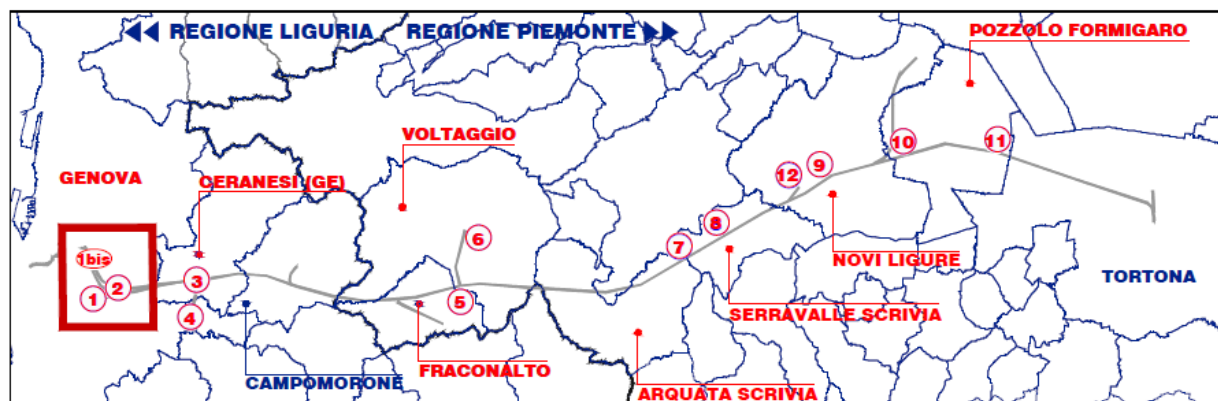 REGIONE LIGURIA REGIONE PIEMONTE
POZZOLO FORMIGARO
VOLTAGGIO
10
11
GENOVA
CERANESI (GE)
12
9
6
8
7
1bis
NOVI LIGURE
TORTONA
3
2
1
5
4
SERRAVALLE SCRIVIA
CAMPOMORONE
FRACONALTO
ARQUATA SCRIVIA